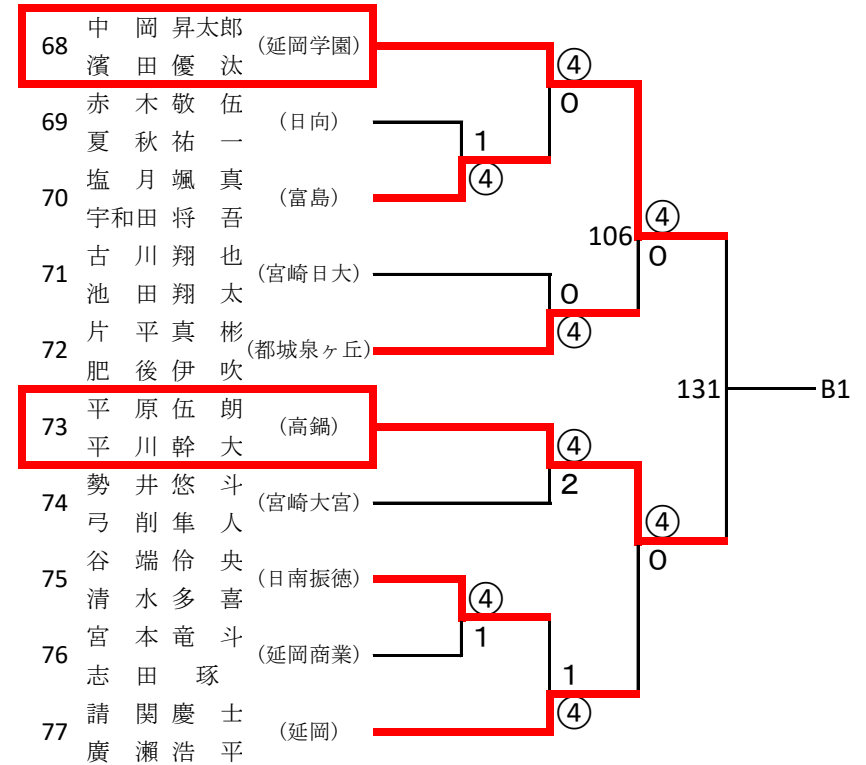 68 中岡昇太郎 (延岡学園)
濱田優汰
④
0
69 赤木敬伍 (日向)
夏秋祐一
1
④
70 塩月颯真 (富島)
宇和田将吾
106
④
0
71 古川翔也 (宮崎日大)
池田翔太
0
④
72 片平真彬 (都城泉ヶ丘)
肥後伊吹
131
B1
73 平原伍朗 (高鍋)
平川幹大
④
2
74 勢井悠斗 (宮崎大宮)
弓削隼人
④
0
75 谷端伶央 (日南振徳)
清水多喜
④
1
76 宮本竜斗 (延岡商業)
志田琢
1
④
77 請関慶士 (延岡)
廣瀬浩平